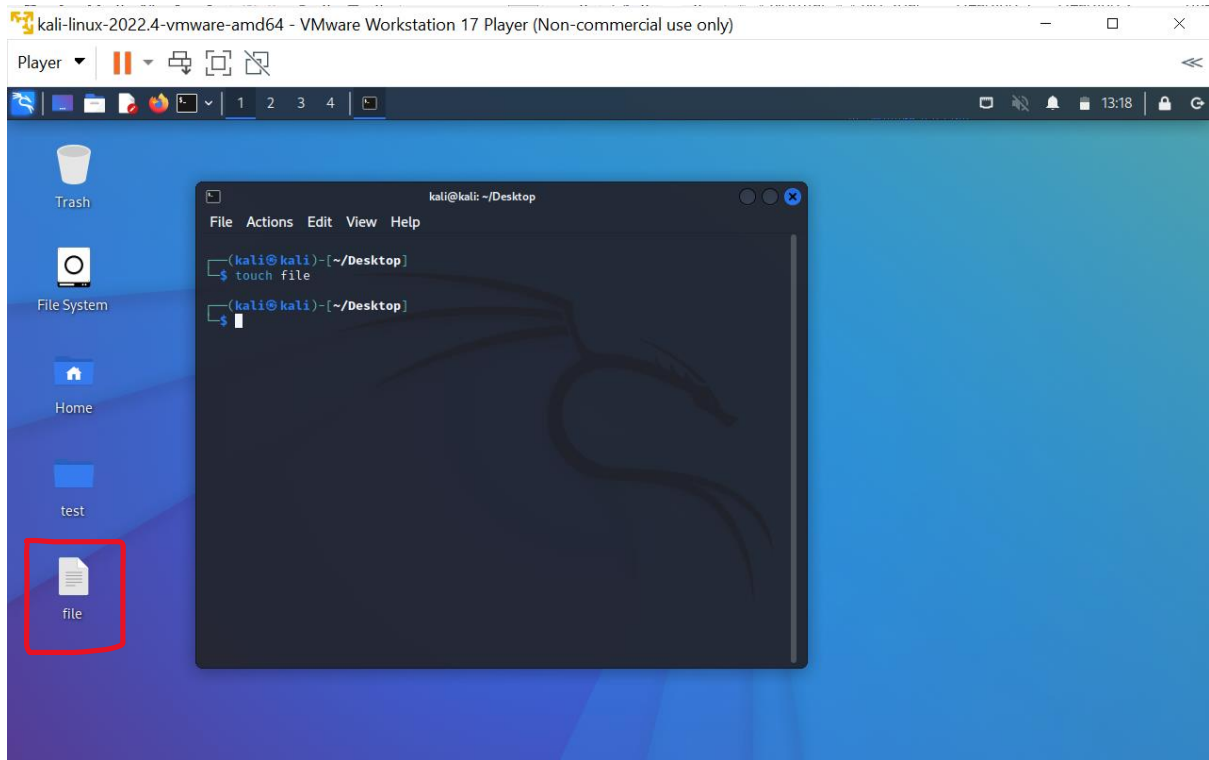 kali-linux-2022.4-vmware-amd64 - VMware Workstation 17 Player (Non-commercial use only)
Player
1 2 3 4
13:18
Trash
File System
Home
test
file
kali@kali: ~/Desktop
File Actions Edit View Help
┌──(kali㉿kali)-[~/Desktop]
└─$ touch file
┌──(kali㉿kali)-[~/Desktop]
└─$